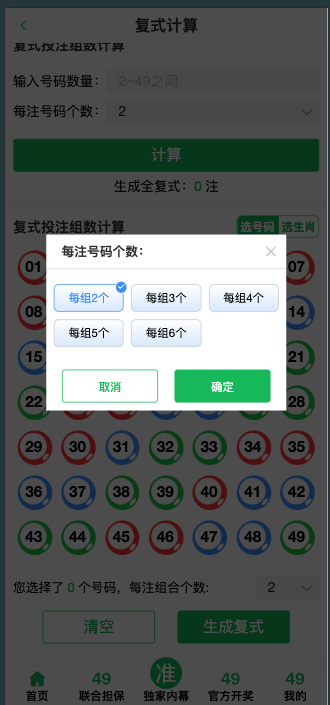 复式计算
复式投注组数计算
输入号码数量: 2~49之间
每注号码个数: 2
计算
生成全复式: 0 注
复式投注组数计算 选号码 选生肖
每注号码个数:
01 07
每组2个 每组3个 每组4个
08 14
每组5个 每组6个
15 21
取消 确定
22 28
29 30 31 32 33 34 35
36 37 38 39 40 41 42
43 44 45 46 47 48 49
您选择了 0 个号码, 每注组合个数: 2
清空 生成复式
49 准 49 49
首页 联合担保 独家内幕 官方开奖 我的